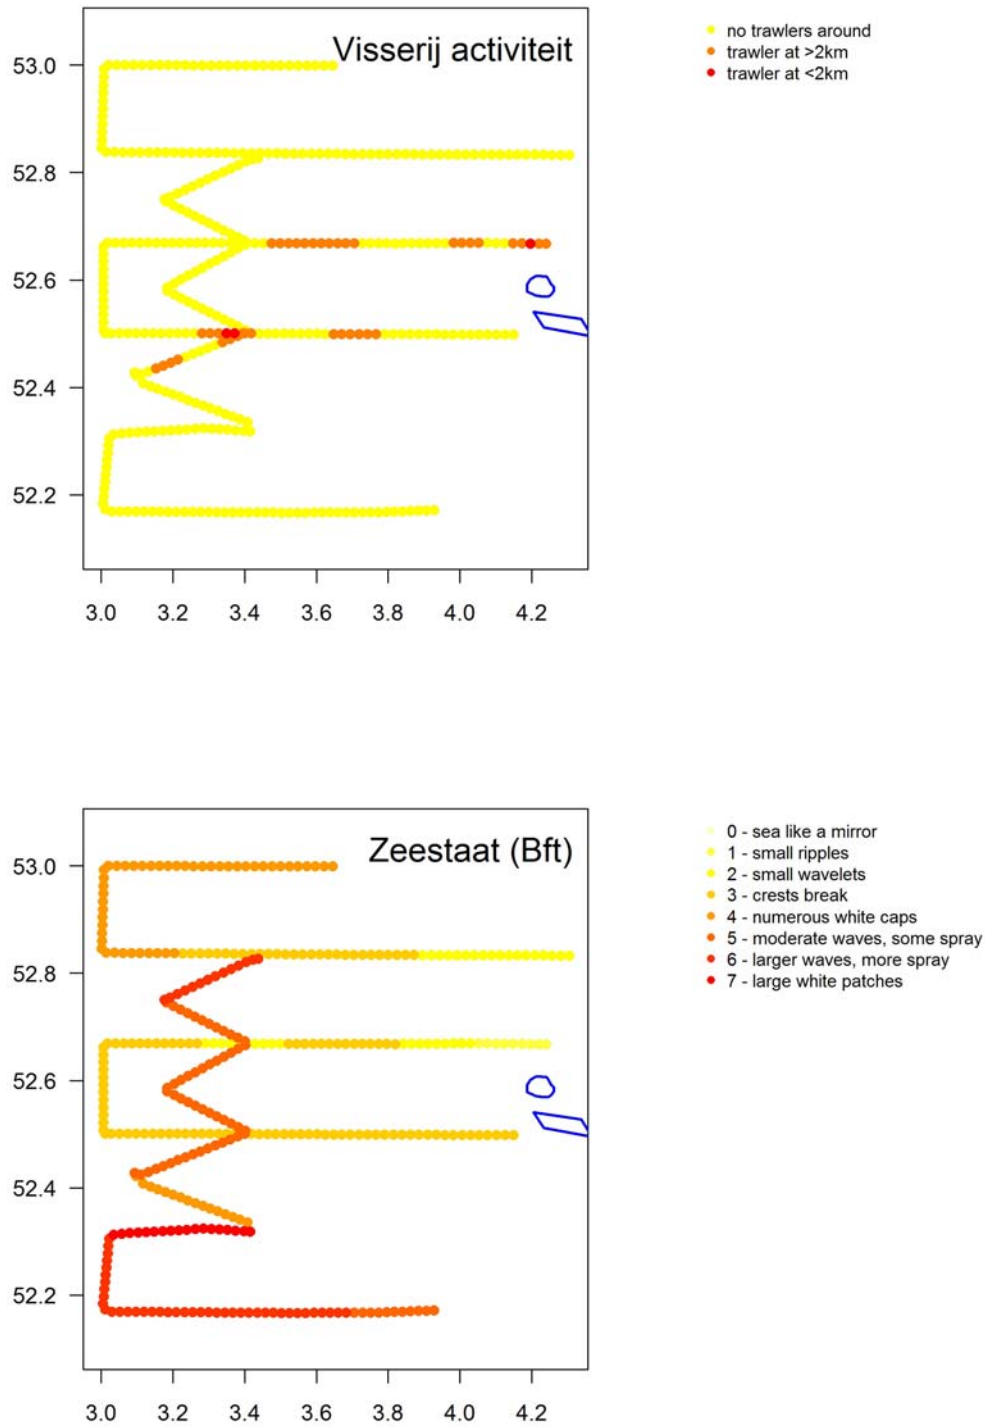 Visserij activiteit
no trawlers around
trawler at >2km
trawler at <2km
53.0
52.8
52.6
52.4
52.2
3.0 3.2 3.4 3.6 3.8 4.0 4.2
Zeestaat (Bft)
0 - sea like a mirror
1 - small ripples
2 - small wavelets
3 - crests break
4 - numerous white caps
5 - moderate waves, some spray
6 - larger waves, more spray
7 - large white patches
53.0
52.8
52.6
52.4
52.2
3.0 3.2 3.4 3.6 3.8 4.0 4.2